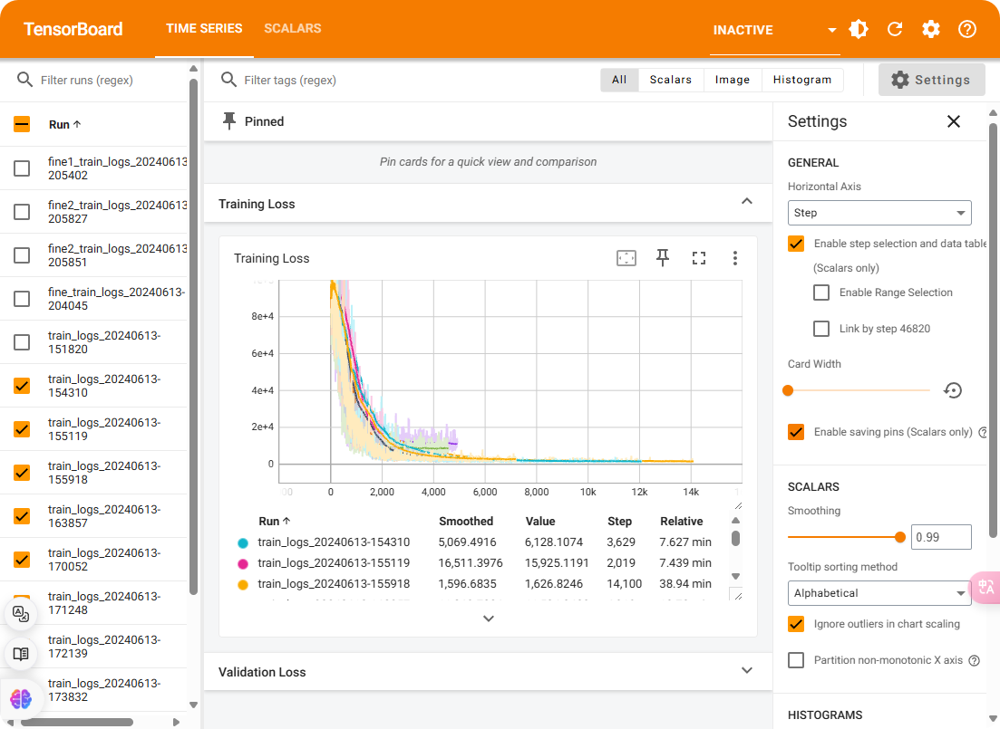 TensorBoard
TIME SERIES
SCALARS
INACTIVE
Filter runs (regex)
Filter tags (regex)
All
Scalars
Image
Histogram
Settings
Run
fine1_train_logs_20240613
205402
fine2_train_logs_20240613
205827
fine2_train_logs_20240613
205851
fine_train_logs_20240613-
204045
train_logs_20240613-
151820
train_logs_20240613-
154310
train_logs_20240613-
155119
train_logs_20240613-
155918
train_logs_20240613-
163857
train_logs_20240613-
170052
train_logs_20240613-
171248
train_logs_20240613-
172139
train_logs_20240613-
173832
Pinned
Pin cards for a quick view and comparison
Training Loss
Training Loss
8e+4
6e+4
4e+4
2e+4
0
0
2,000
4,000
6,000
8,000
10k
12k
14k
Run Smoothed Value Step Relative
train_logs_20240613-154310 5,069.4916 6,128.1074 3,629 7.627 min
train_logs_20240613-155119 16,511.3976 15,925.1191 2,019 7.439 min
train_logs_20240613-155918 1,596.6835 1,626.8246 14,100 38.94 min
Validation Loss
Settings
GENERAL
Horizontal Axis
Step
Enable step selection and data table
(Scalars only)
Enable Range Selection
Link by step 46820
Card Width
Enable saving pins (Scalars only)
SCALARS
Smoothing
0.99
Tooltip sorting method
Alphabetical
Ignore outliers in chart scaling
Partition non-monotonic X axis
HISTOGRAMS